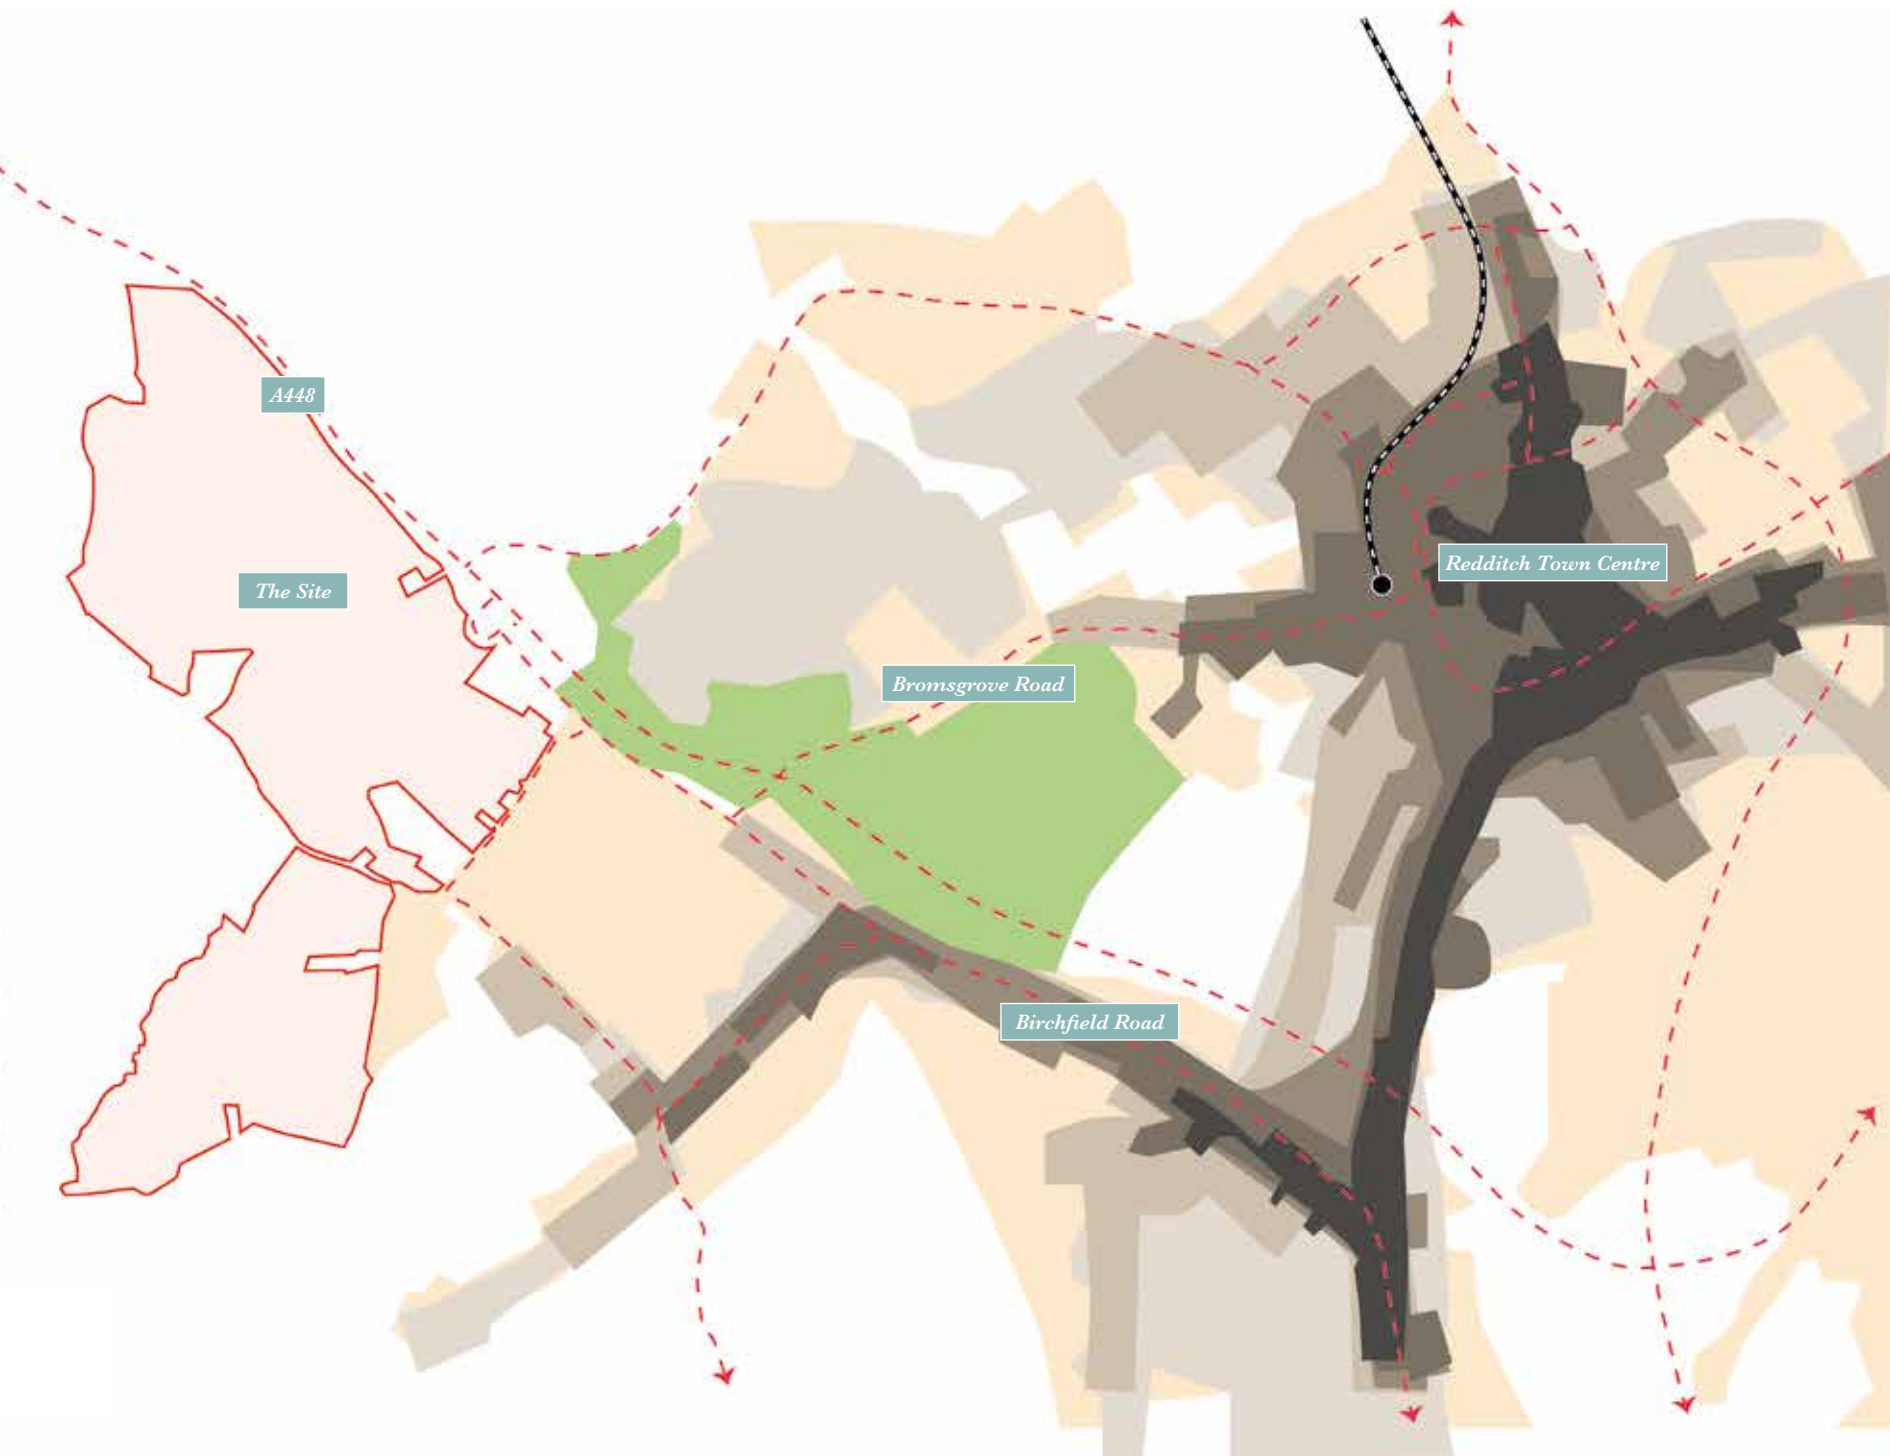 A448
The Site
Redditch Town Centre
Bromsgrove Road
Birchfield Road